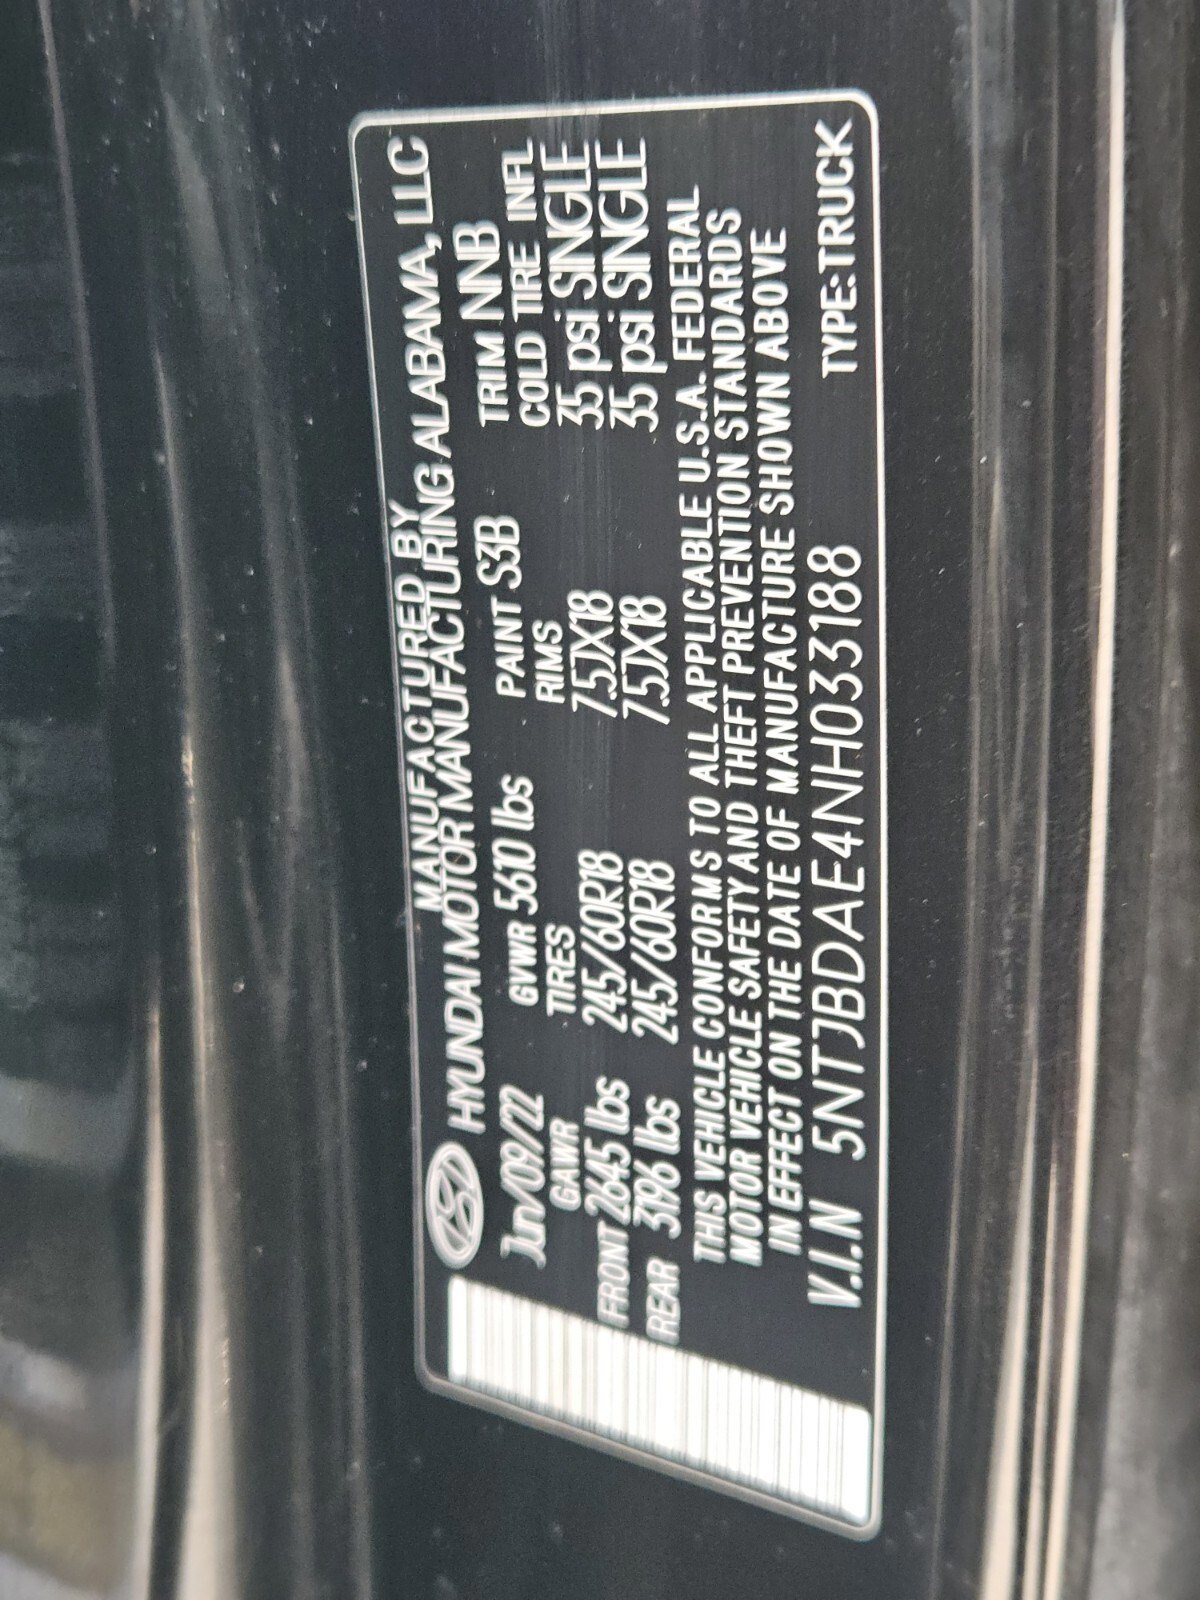 MANUFACTURED BY
HYUNDAI MOTOR MANUFACTURING ALABAMA, LLC
Jun/09/22 GVWR 5610 lbs PAINT S3B TRIM NNB
GAWR TIRES RIMS COLD TIRE INFL
FRONT 2645 lbs 245/60R18 7.5JX18 35 psi SINGLE
REAR 3196 lbs 245/60R18 7.5JX18 35 psi SINGLE
THIS VEHICLE CONFORMS TO ALL APPLICABLE U.S.A. FEDERAL
MOTOR VEHICLE SAFETY AND THEFT PREVENTION STANDARDS
IN EFFECT ON THE DATE OF MANUFACTURE SHOWN ABOVE
V.I.N 5NTJBDAE4NH033188 TYPE:TRUCK